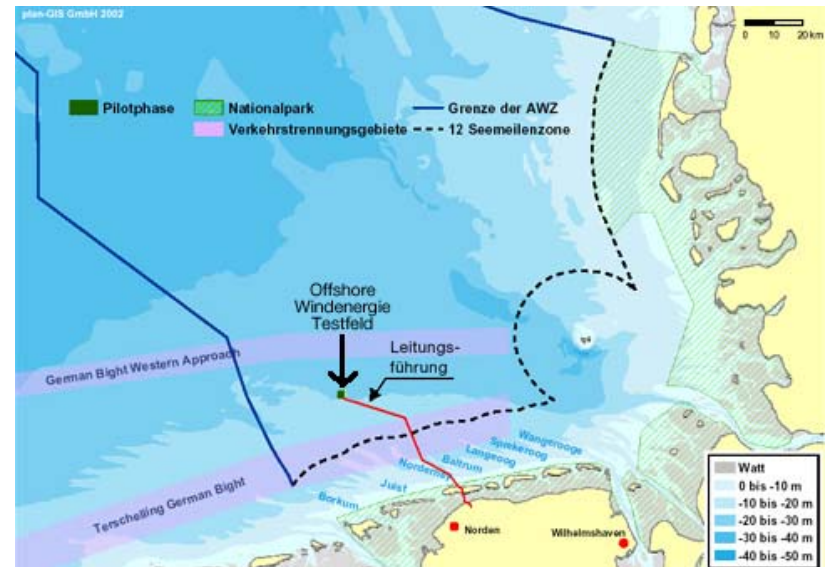 plan-GIS GmbH 2002
0 10 20 km
Pilotphase
Nationalpark
Grenze der AWZ
Verkehrstrennungsgebiete
12 Seemeilenzone
Offshore
Windenergie
Testfeld
Leitungs-
führung
German Bight Western Approach
Terschelling German Bight
Wangerooge
Spiekeroog
Langeoog
Baltrum
Norderney
Juist
Borkum
Norden
Wilhelmshaven
Watt
0 bis -10 m
-10 bis -20 m
-20 bis -30 m
-30 bis -40 m
-40 bis -50 m